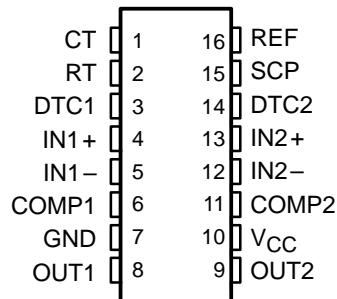 CT 1 16 REF
RT 2 15 SCP
DTC1 3 14 DTC2
IN1+ 4 13 IN2+
IN1− 5 12 IN2−
COMP1 6 11 COMP2
GND 7 10 VCC
OUT1 8 9 OUT2